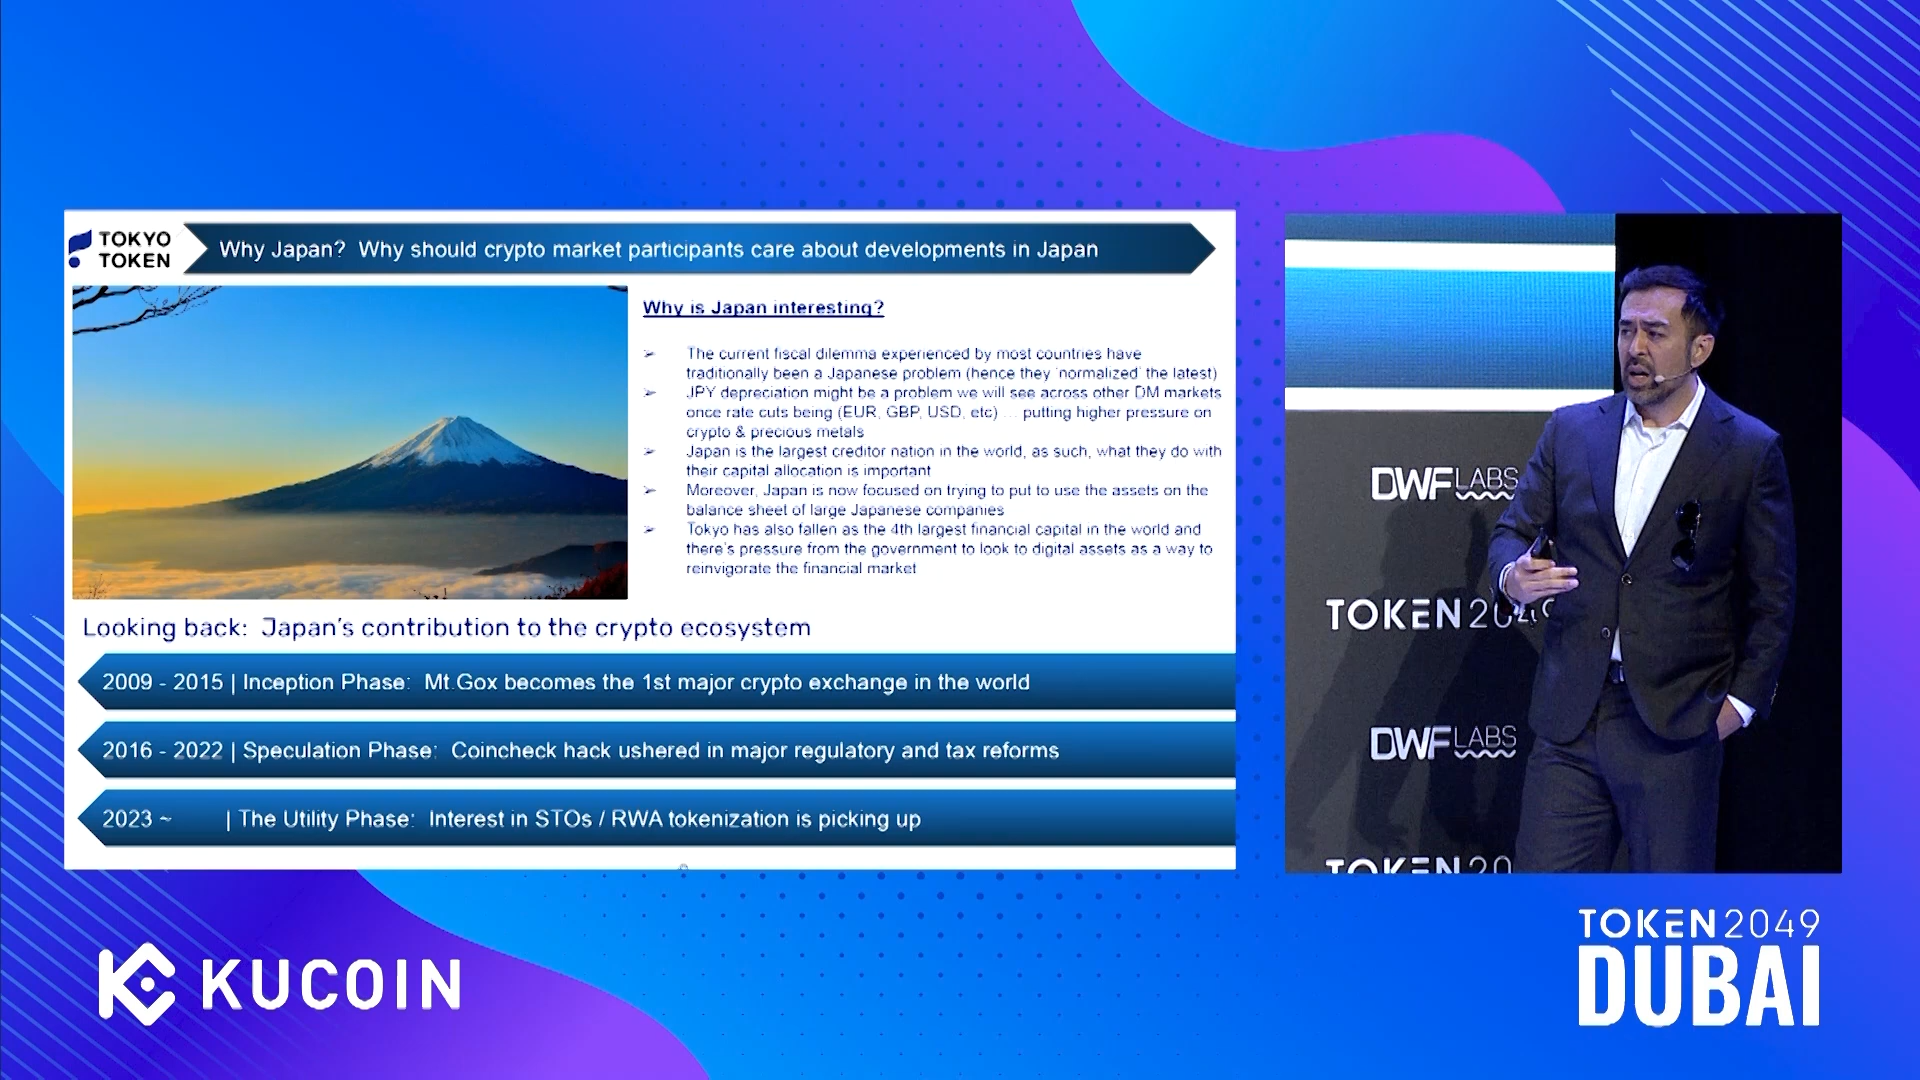 TOKYO
TOKEN
Why Japan?  Why should crypto market participants care about developments in Japan
Why is Japan interesting?
➢ The current fiscal dilemma experienced by most countries have
traditionally been a Japanese problem (hence they 'normalized' the latest)
➢ JPY depreciation might be a problem we will see across other DM markets
once rate cuts being (EUR, GBP, USD, etc) ... putting higher pressure on
crypto & precious metals
➢ Japan is the largest creditor nation in the world, as such, what they do with
their capital allocation is important
➢ Moreover, Japan is now focused on trying to put to use the assets on the
balance sheet of large Japanese companies
➢ Tokyo has also fallen as the 4th largest financial capital in the world and
there's pressure from the government to look to digital assets as a way to
reinvigorate the financial market
Looking back:  Japan's contribution to the crypto ecosystem
2009 - 2015 | Inception Phase:  Mt.Gox becomes the 1st major crypto exchange in the world
2016 - 2022 | Speculation Phase:  Coincheck hack ushered in major regulatory and tax reforms
2023 ~ | The Utility Phase:  Interest in STOs / RWA tokenization is picking up
DWF LABS
TOKEN 2049
DWF LABS
TOKEN 20
KUCOIN
TOKEN 2049
DUBAI